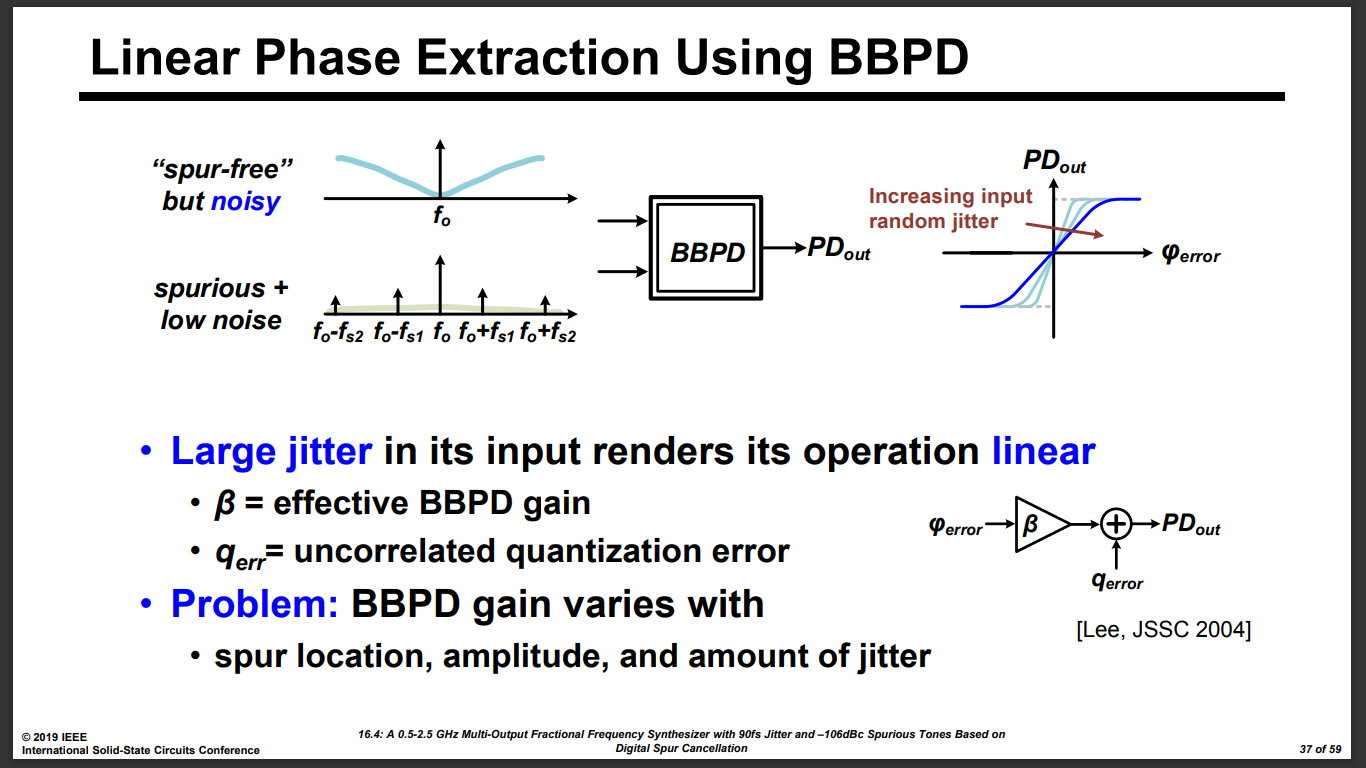 Linear Phase Extraction Using BBPD
“spur-free”
but noisy
fo
spurious +
low noise
fo-fs2 fo-fs1 fo fo+fs1 fo+fs2
BBPD
PDout
PDout
Increasing input
random jitter
φerror
• Large jitter in its input renders its operation linear
• β = effective BBPD gain
• qerr= uncorrelated quantization error
• Problem: BBPD gain varies with
• spur location, amplitude, and amount of jitter
φerror
β
+
PDout
qerror
[Lee, JSSC 2004]
© 2019 IEEE
International Solid-State Circuits Conference
16.4: A 0.5-2.5 GHz Multi-Output Fractional Frequency Synthesizer with 90fs Jitter and –106dBc Spurious Tones Based on
Digital Spur Cancellation
37 of 59